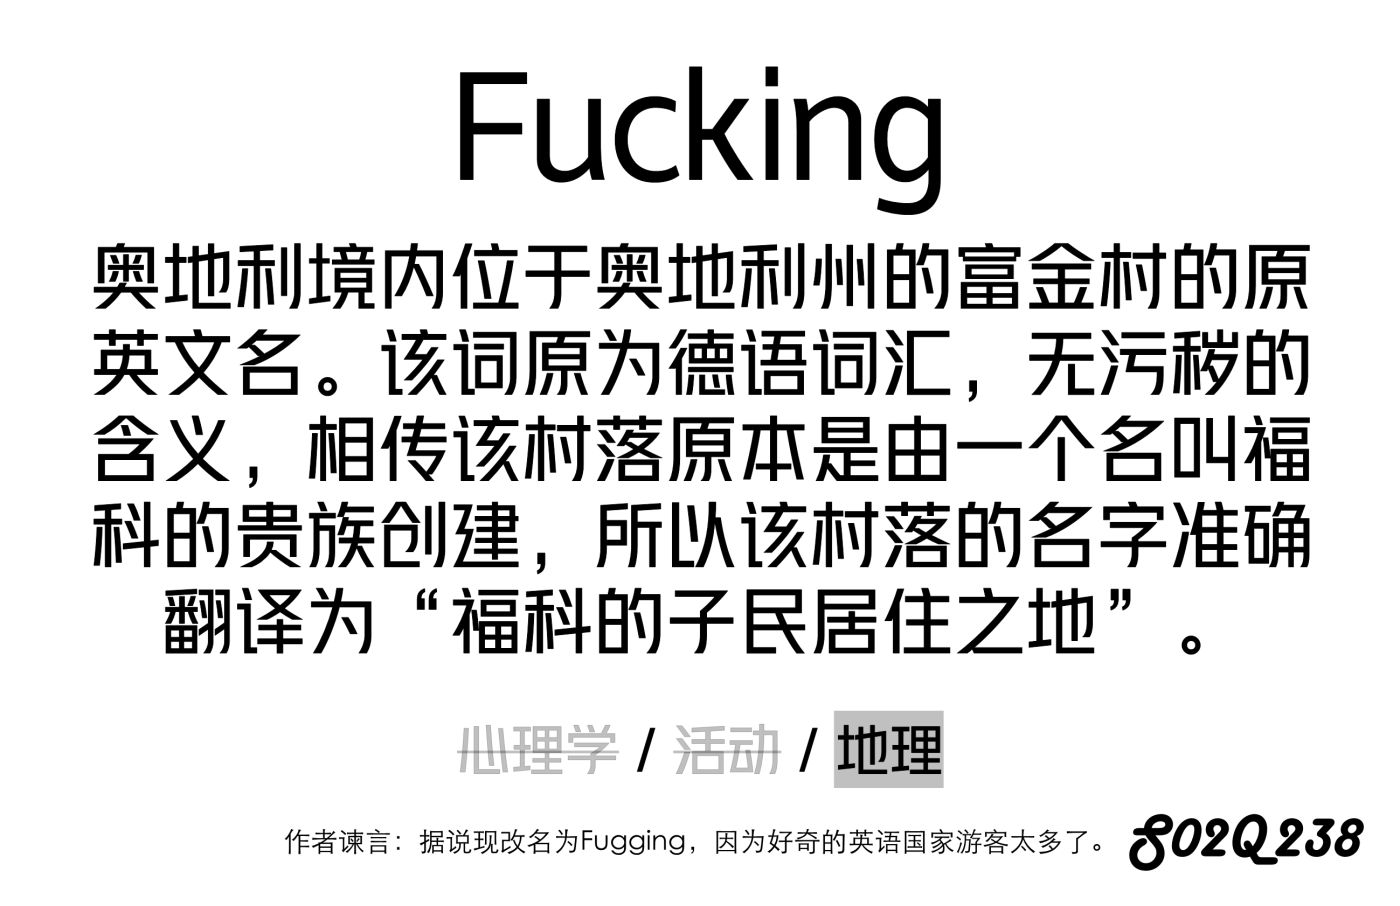 Fucking
奥地利境内位于奥地利州的富金村的原
英文名。该词原为德语词汇，无污秽的
含义，相传该村落原本是由一个名叫福
科的贵族创建，所以该村落的名字准确
翻译为“福科的子民居住之地”。
心理学 / 活动 / 地理
作者谏言：据说现改名为Fugging，因为好奇的英语国家游客太多了。 S02Q238